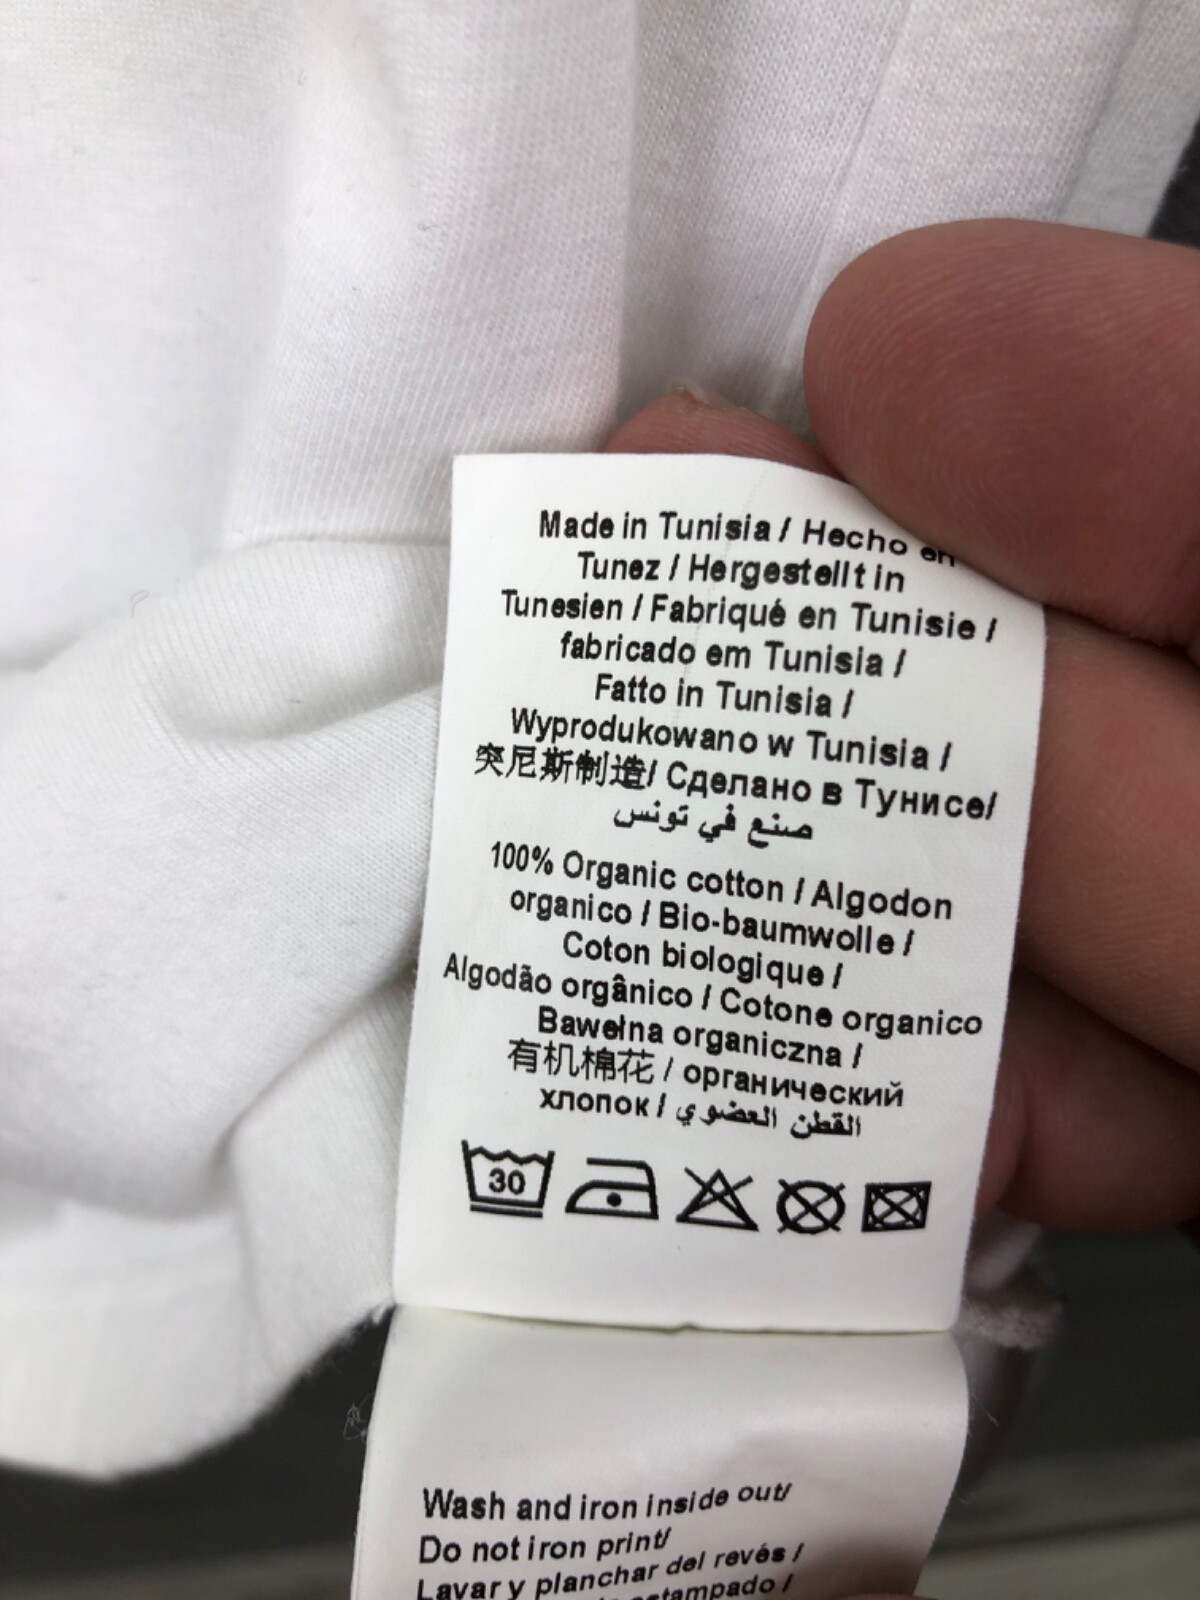 Made in Tunisia / Hecho en
Tunez / Hergestellt in
Tunesien / Fabriqué en Tunisie /
fabricado em Tunisia /
Fatto in Tunisia /
Wyprodukowano w Tunisia /
突尼斯制造/ Сделано в Тунисе/
صنع في تونس
100% Organic cotton / Algodon
organico / Bio-baumwolle /
Coton biologique /
Algodão orgânico / Cotone organico
Bawełna organiczna /
有机棉花 / органический
хлопок / القطن العضوي
30
Wash and iron inside out/
Do not iron print/
Lavar y planchar del revés /
estampado /